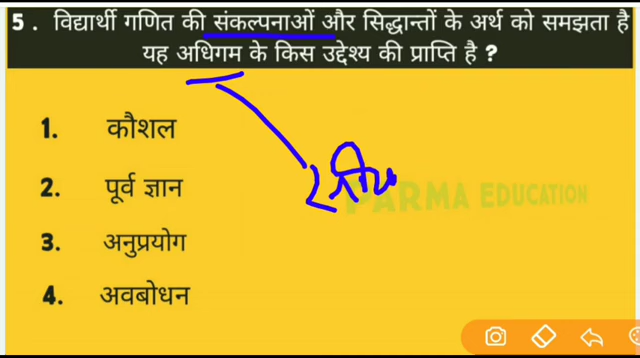 5 . विद्यार्थी गणित की संकल्पनाओं और सिद्धान्तों के अर्थ को समझता है
यह अधिगम के किस उद्देश्य की प्राप्ति है ?
1. कौशल
2. पूर्व ज्ञान
3. अनुप्रयोग
4. अवबोधन
PARMA EDUCATION